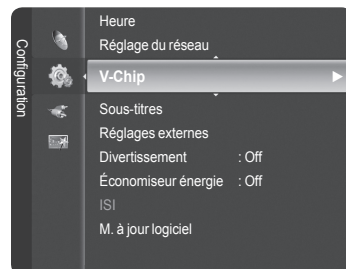 Configuration
Heure
Réglage du réseau
V-Chip
Sous-titres
Réglages externes
Divertissement : Off
Économiseur énergie : Off
ISI
M. à jour logiciel